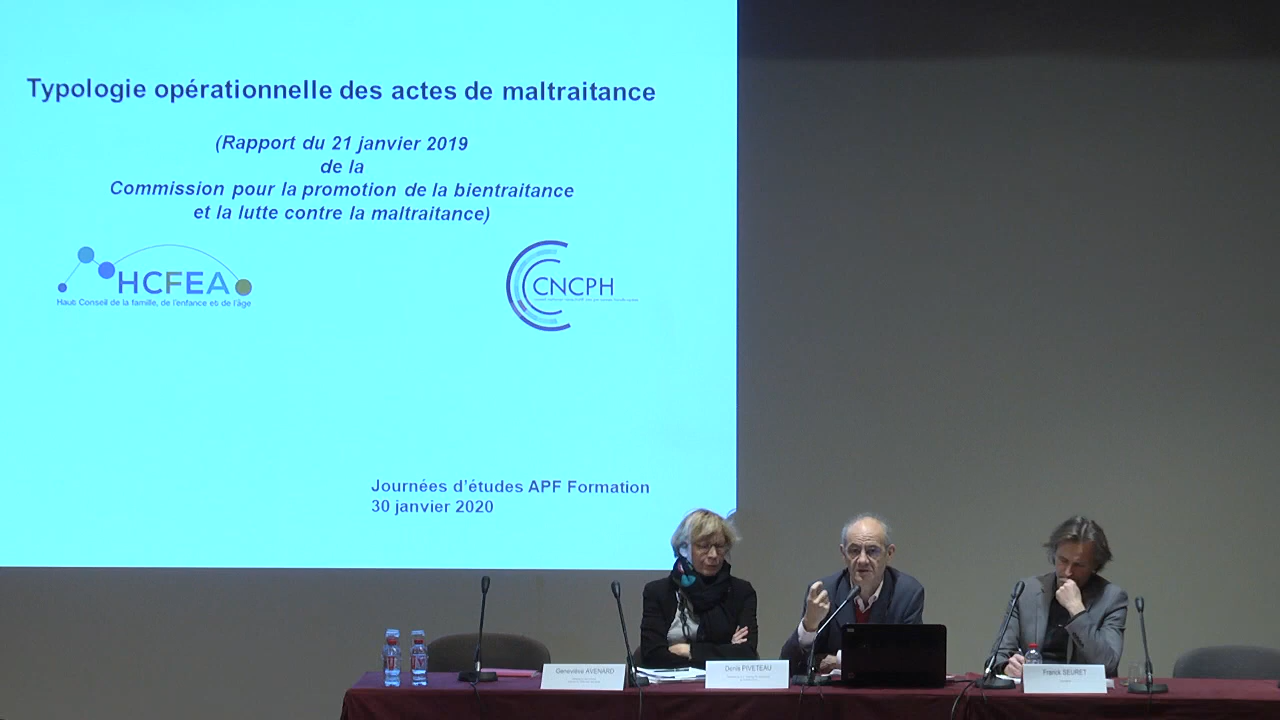 Typologie opérationnelle des actes de maltraitance
(Rapport du 21 janvier 2019
de la
Commission pour la promotion de la bientraitance
et la lutte contre la maltraitance)
HCFEA
Haut Conseil de la famille, de l'enfance et de l'âge
CNCPH
Journées d'études APF Formation
30 janvier 2020
Geneviève AVENARD
Denis PIVETEAU
Franck SEURET